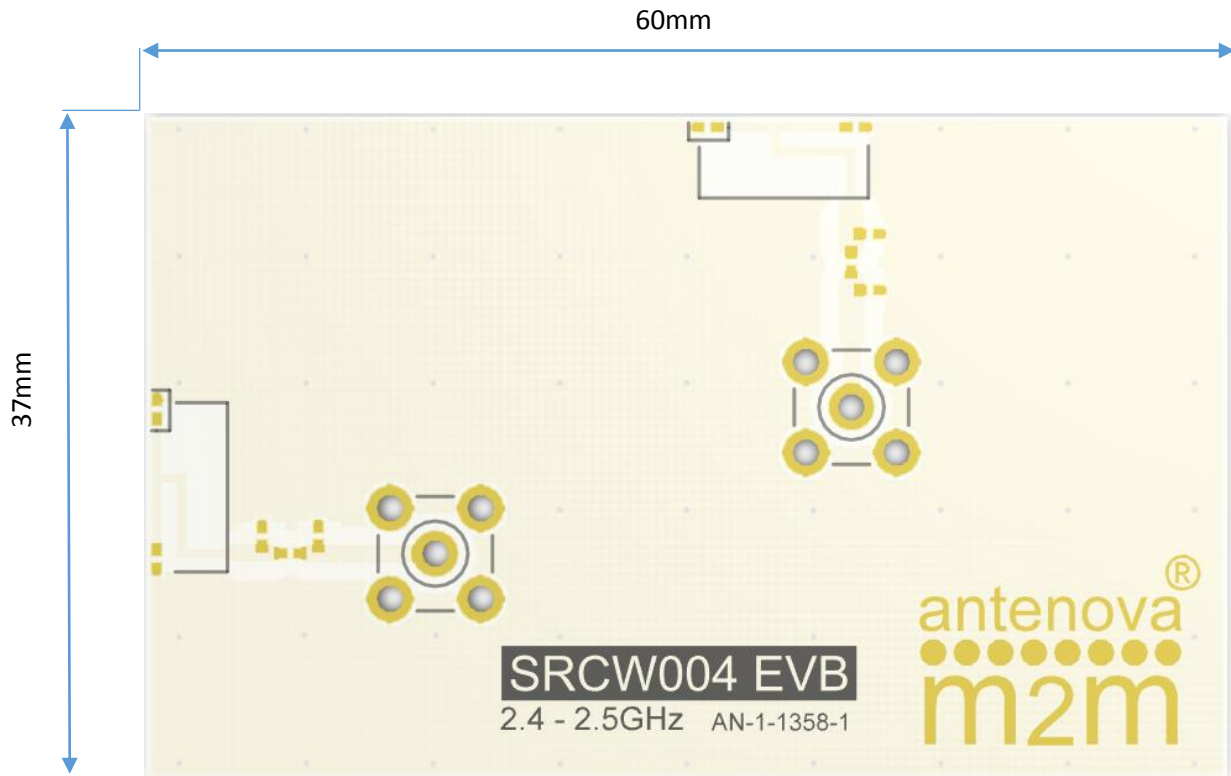 60mm
37mm
antenova®
m2m
SRCW004 EVB
2.4 - 2.5GHz AN-1-1358-1